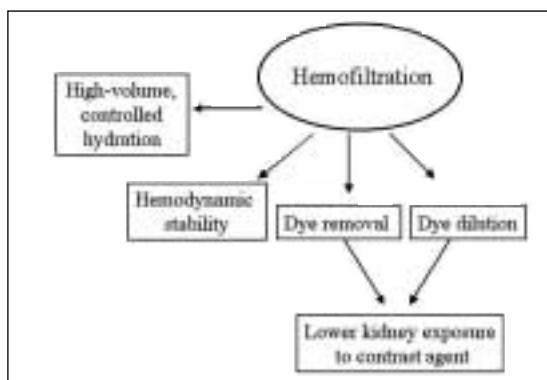 Hemofiltration
High-volume,
controlled
hydration
Hemodynamic
stability
Dye removal
Dye dilution
Lower kidney exposure
to contrast agent